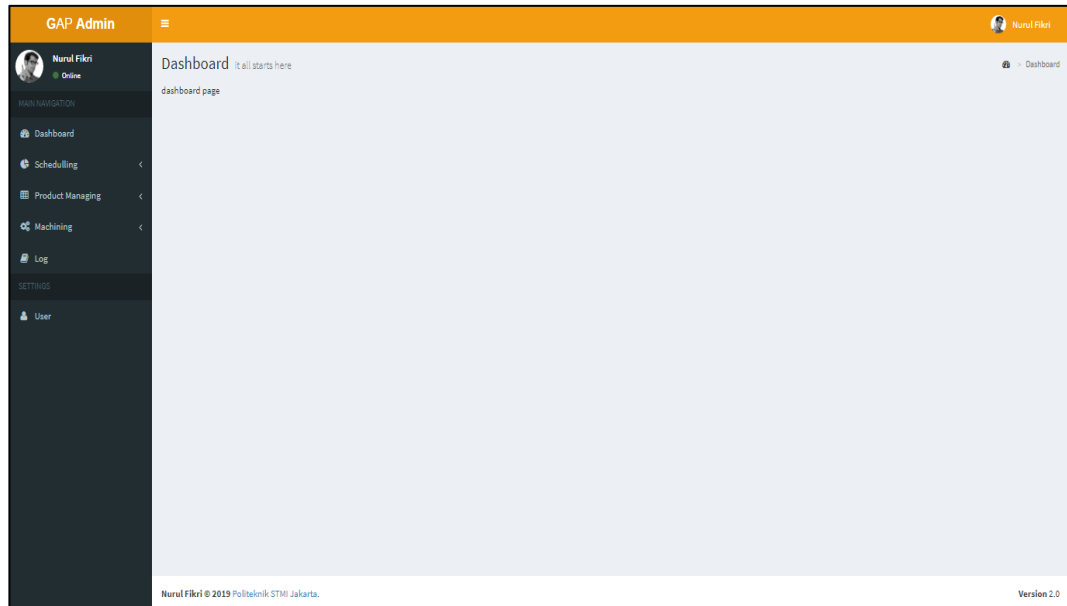 GAP Admin
Nurul Fikri
Nurul Fikri
Online
MAIN NAVIGATION
Dashboard
Schedulling
Product Managing
Machining
Log
SETTINGS
User
Dashboard it all starts here
> Dashboard
dashboard page
Nurul Fikri © 2019 Politeknik STMI Jakarta.
Version 2.0